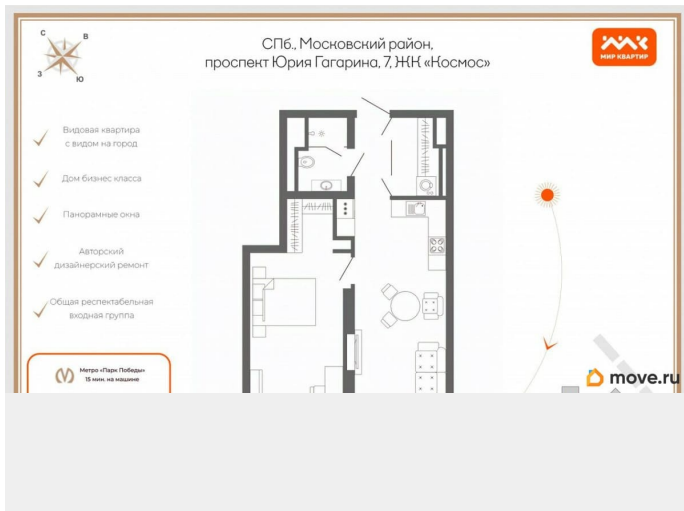 С
В
З
Ю
СПб., Московский район,
проспект Юрия Гагарина, 7, ЖК «Космос»
МИР КВАРТИР
Видовая квартира
с видом на город
Дом бизнес класса
Панорамные окна
Авторский
дизайнерский ремонт
Общая респектабельная
входная группа
Метро «Парк Победы»
15 мин. на машине
move.ru